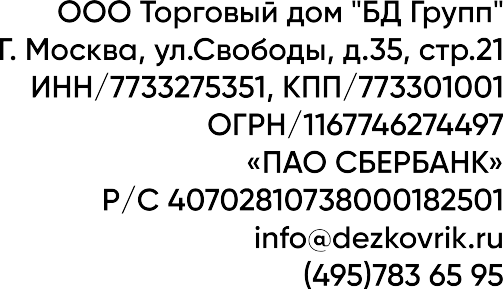 ООО Торговый дом "БД Групп"
Г. Москва, ул.Свободы, д.35, стр.21
ИНН/7733275351, КПП/773301001
ОГРН/1167746274497
«ПАО СБЕРБАНК»
Р/С 40702810738000182501
info@dezkovrik.ru
(495)783 65 95